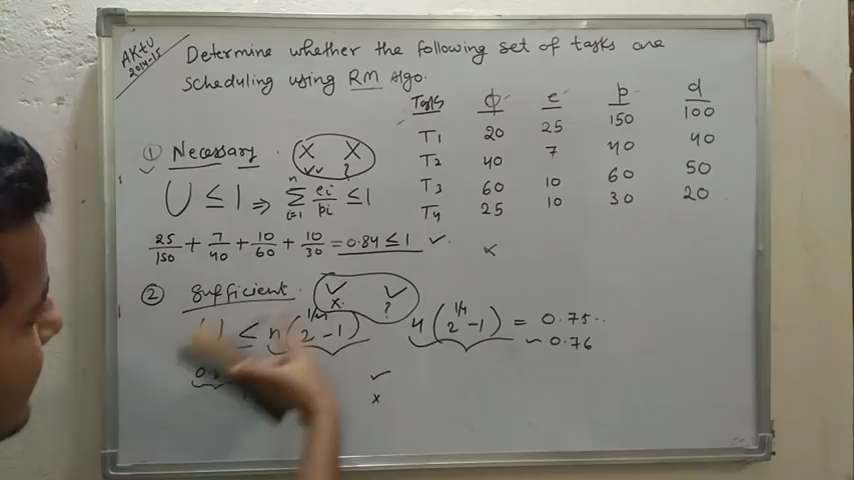 AKTU
2014-15
Determine whether the following set of tasks are
scheduling using RM Algo.
Tasks φ e p d
T1 20 25 150 100
T2 40 7 40 40
T3 60 10 60 50
T4 25 10 30 20
① Necessary X X
✓✓ ?
U ≤ 1 ⇒ n∑i=1 ei/pi ≤ 1
25/150 + 7/40 + 10/60 + 10/30 = 0.84 ≤ 1 ✓
×
② Sufficient ✓ ✓
× ?
≤ n(2^1/n - 1) 4(2^1/4 - 1) = 0.75..
~ 0.76
✓
×